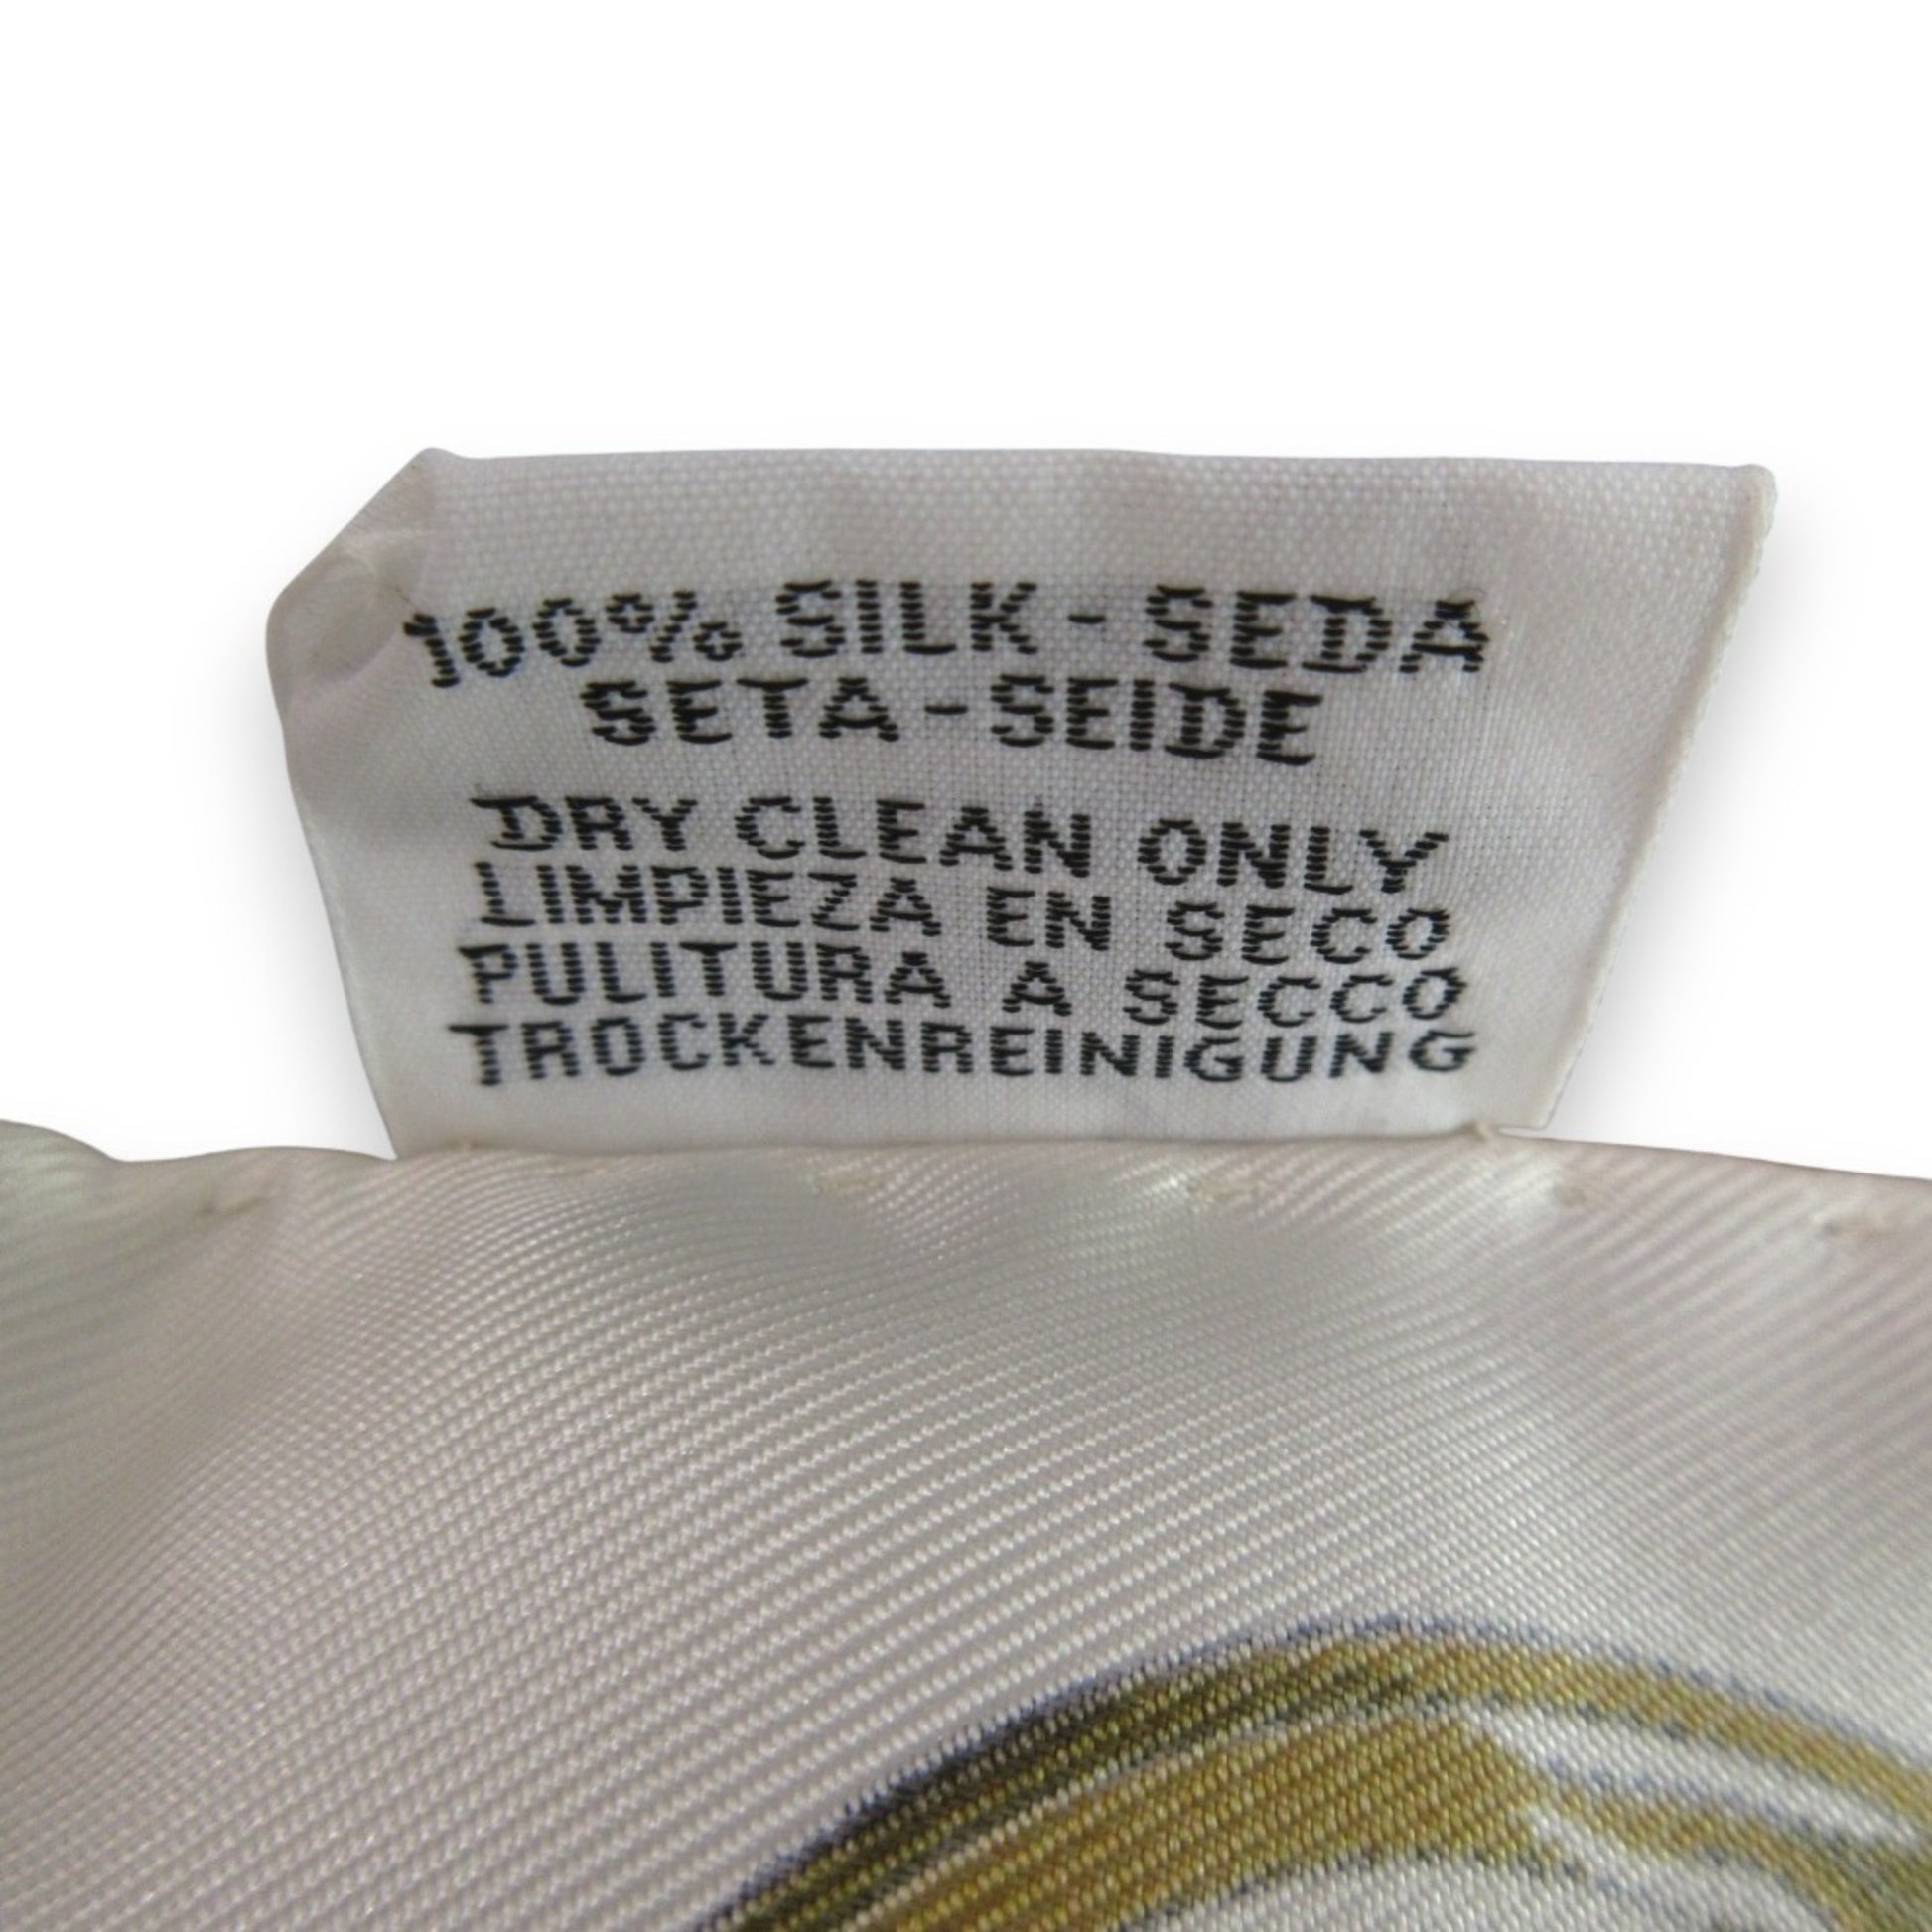 100% SILK - SEDA
SETA - SEIDE
DRY CLEAN ONLY
LIMPIEZA EN SECO
PULITURA A SECCO
TROCKENREINIGUNG